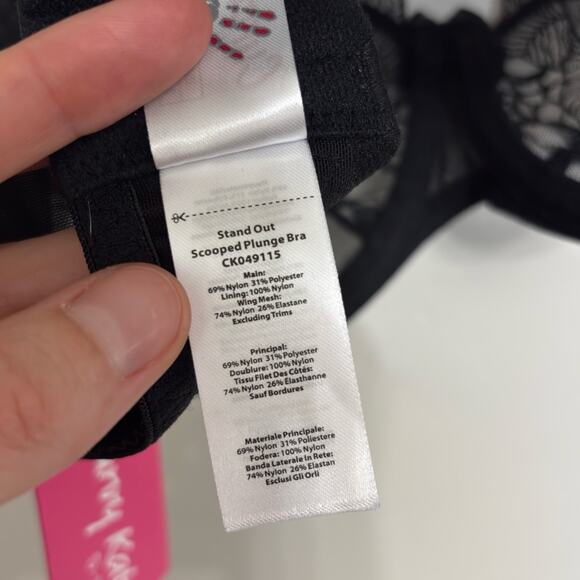 Stand Out
Scooped Plunge Bra
CK049115
Main:
69% Nylon 31% Polyester
Lining: 100% Nylon
Wing Mesh:
74% Nylon 26% Elastane
Excluding Trims
Principal:
69% Nylon 31% Polyester
Doublure: 100% Nylon
Tissu Filet Des Côtés:
74% Nylon 26% Elasthanne
Sauf Bordures
Materiale Principale:
69% Nylon 31% Poliestere
Fodera: 100% Nylon
Banda Laterale In Rete:
74% Nylon 26% Elastan
Esclusi Gli Orli